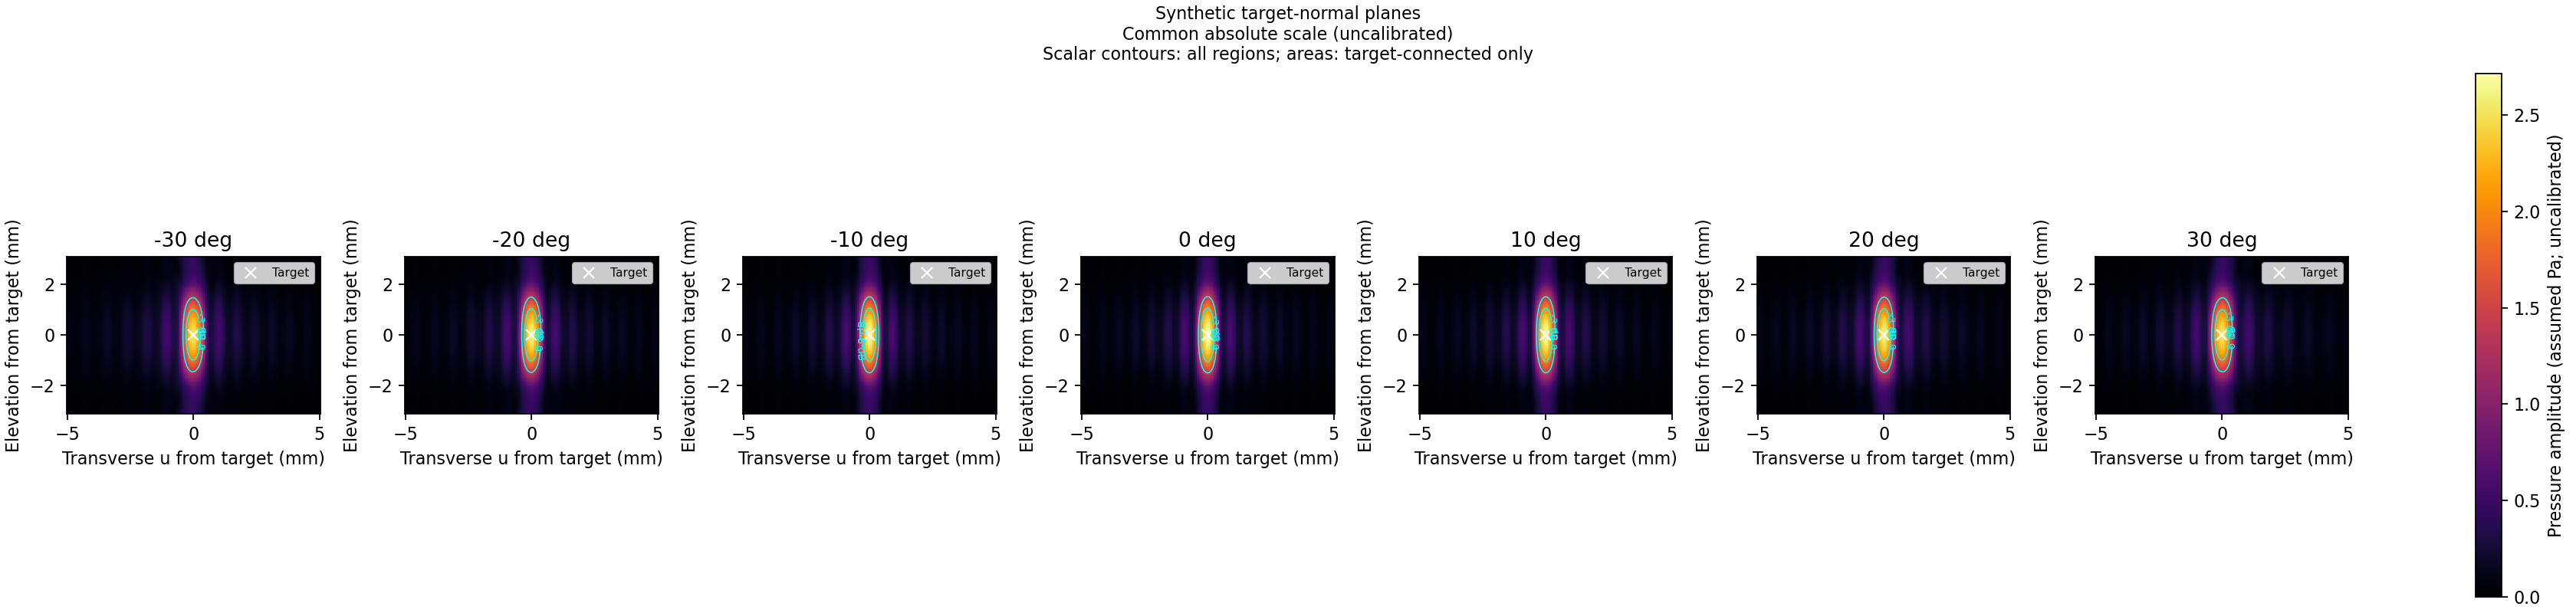 Synthetic target-normal planes
Common absolute scale (uncalibrated)
Scalar contours: all regions; areas: target-connected only
-30 deg
Target
Elevation from target (mm)
2
0
−2
−5
0
5
Transverse u from target (mm)
-20 deg
Target
Elevation from target (mm)
2
0
−2
−5
0
5
Transverse u from target (mm)
-10 deg
Target
Elevation from target (mm)
2
0
−2
−5
0
5
Transverse u from target (mm)
0 deg
Target
Elevation from target (mm)
2
0
−2
−5
0
5
Transverse u from target (mm)
10 deg
Target
Elevation from target (mm)
2
0
−2
−5
0
5
Transverse u from target (mm)
20 deg
Target
Elevation from target (mm)
2
0
−2
−5
0
5
Transverse u from target (mm)
30 deg
Target
Elevation from target (mm)
2
0
−2
−5
0
5
Transverse u from target (mm)
2.5
2.0
1.5
1.0
0.5
0.0
Pressure amplitude (assumed Pa; uncalibrated)